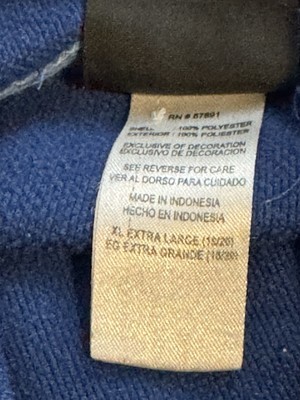 RN # 67891
SHELL : 100% POLYESTER
EXTERIOR : 100% POLIESTER
EXCLUSIVE OF DECORATION
EXCLUSIVO DE DECORACION
SEE REVERSE FOR CARE
VER AL DORSO PARA CUIDADO
MADE IN INDONESIA
HECHO EN INDONESIA
XL EXTRA LARGE (18/20)
EG EXTRA GRANDE (18/20)